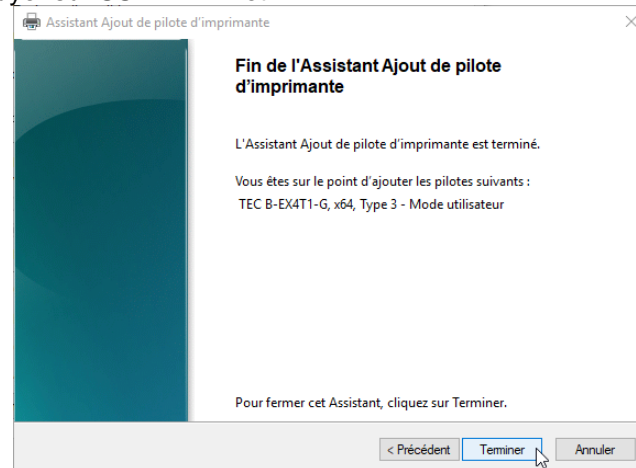 Assistant Ajout de pilote d'imprimante
Fin de l'Assistant Ajout de pilote
d’imprimante
L'Assistant Ajout de pilote d’imprimante est terminé.
Vous êtes sur le point d’ajouter les pilotes suivants :
TEC B-EX4T1-G, x64, Type 3 - Mode utilisateur
Pour fermer cet Assistant, cliquez sur Terminer.
< Précédent Terminer Annuler